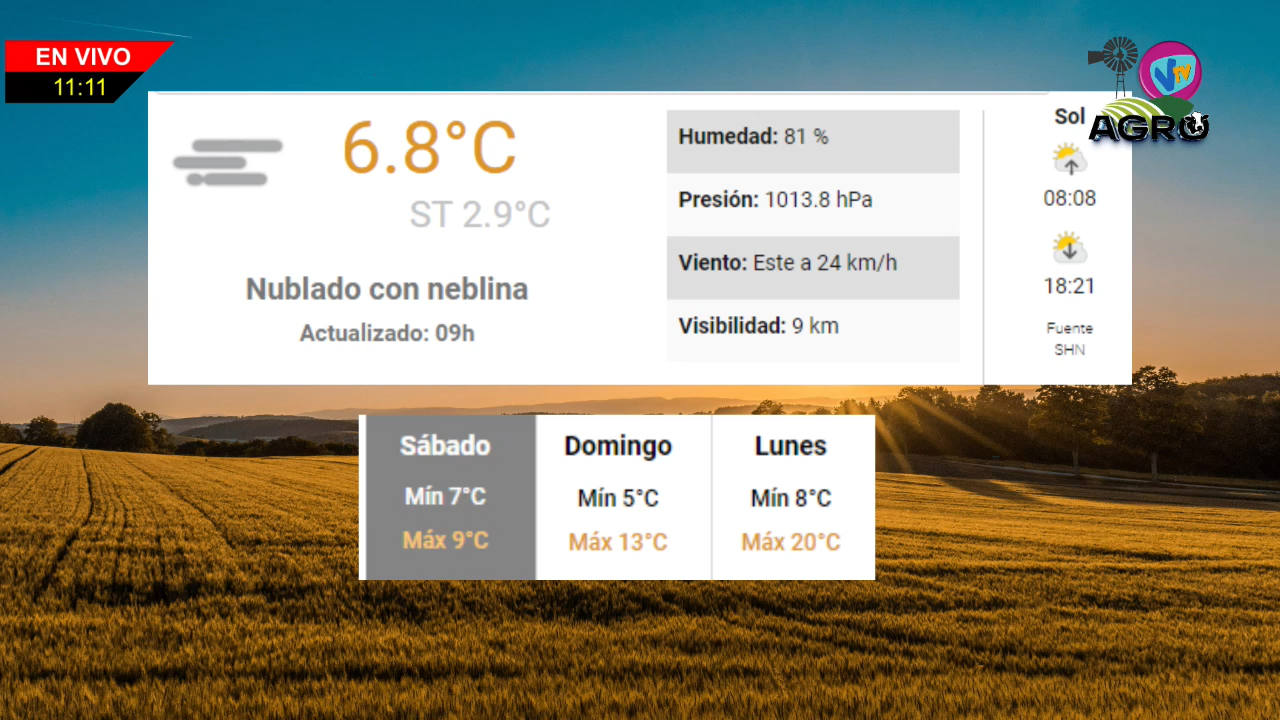 EN VIVO
11:11
6.8°C
ST 2.9°C
Nublado con neblina
Actualizado: 09h
Humedad: 81 %
Presión: 1013.8 hPa
Viento: Este a 24 km/h
Visibilidad: 9 km
Sol
08:08
18:21
Fuente
SHN
VTV
AGRO
Sábado
Mín 7°C
Máx 9°C
Domingo
Mín 5°C
Máx 13°C
Lunes
Mín 8°C
Máx 20°C